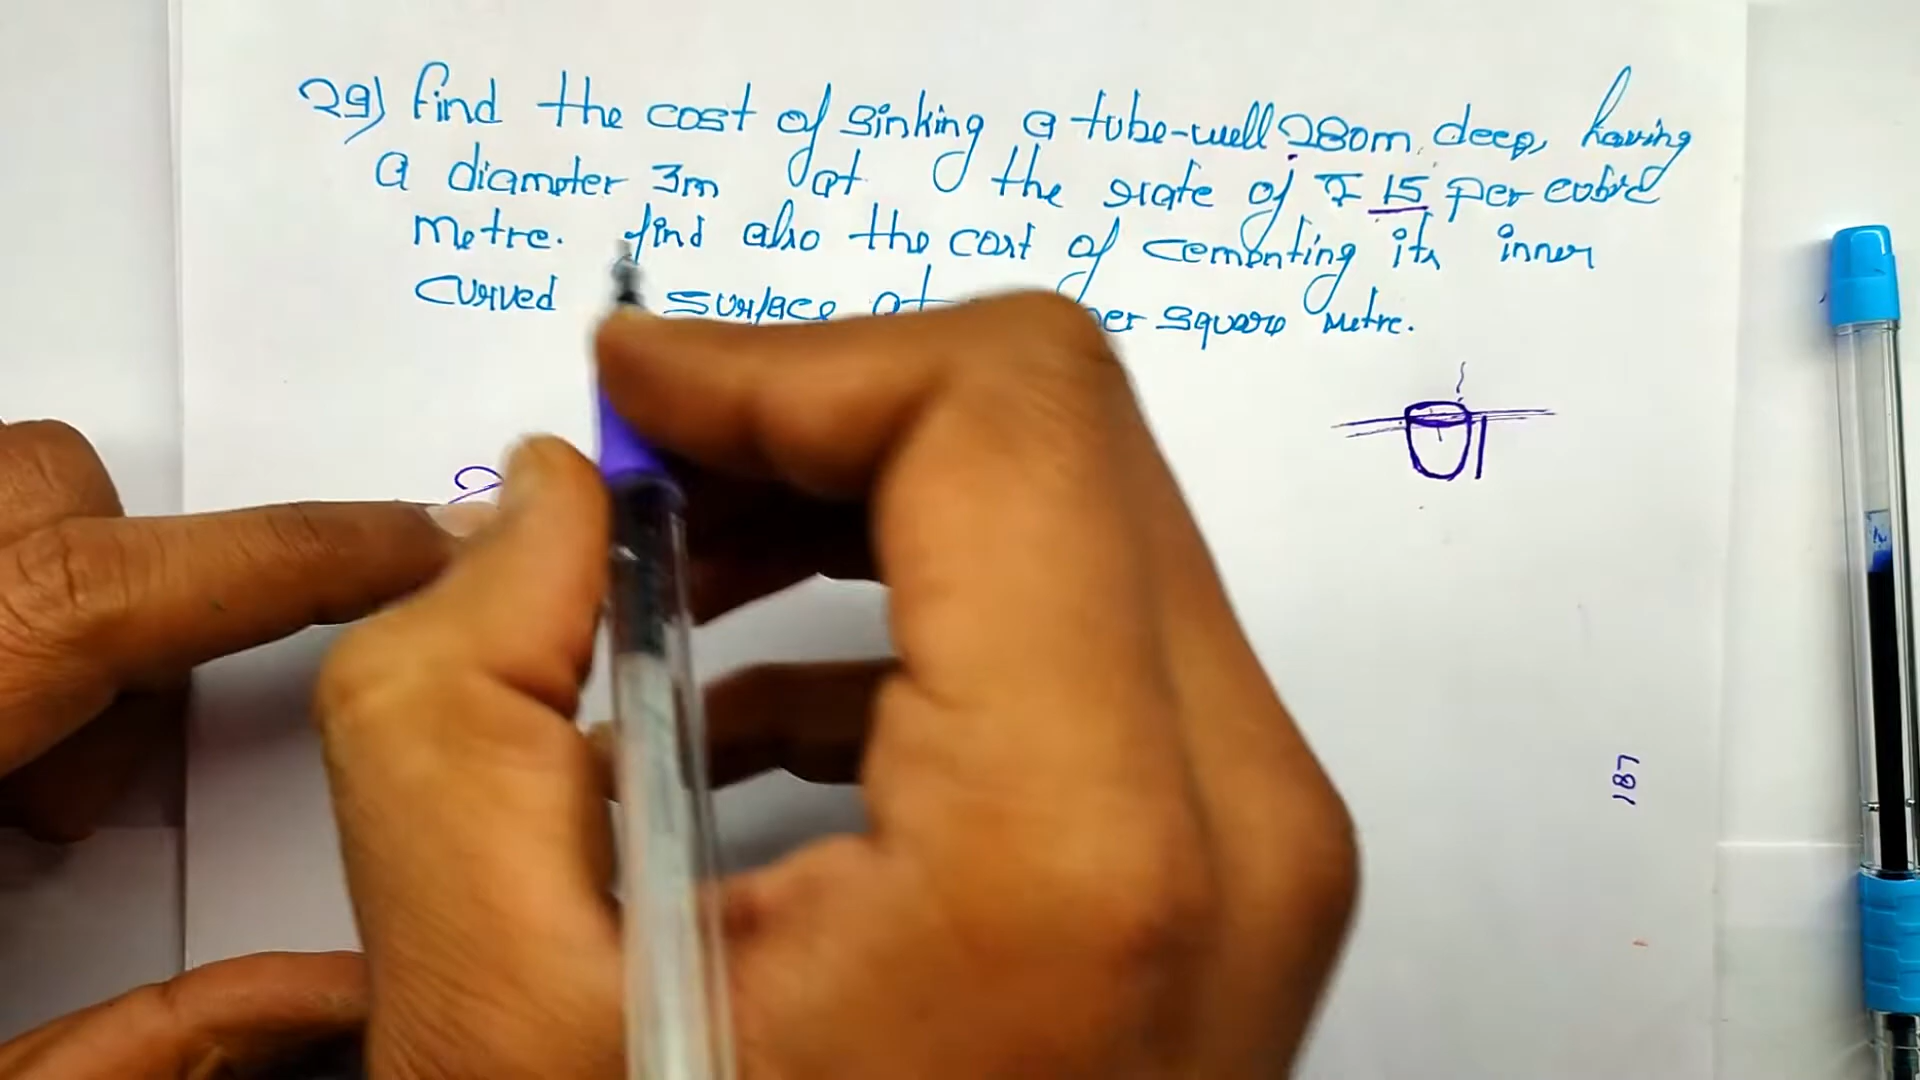 29) find the cost of sinking a tube-well 280m deep, having
a diameter 3m at the rate of ₹ 15 per cubic
Metre. find also the cost of cementing its inner
curved surface at per square Metre.
187